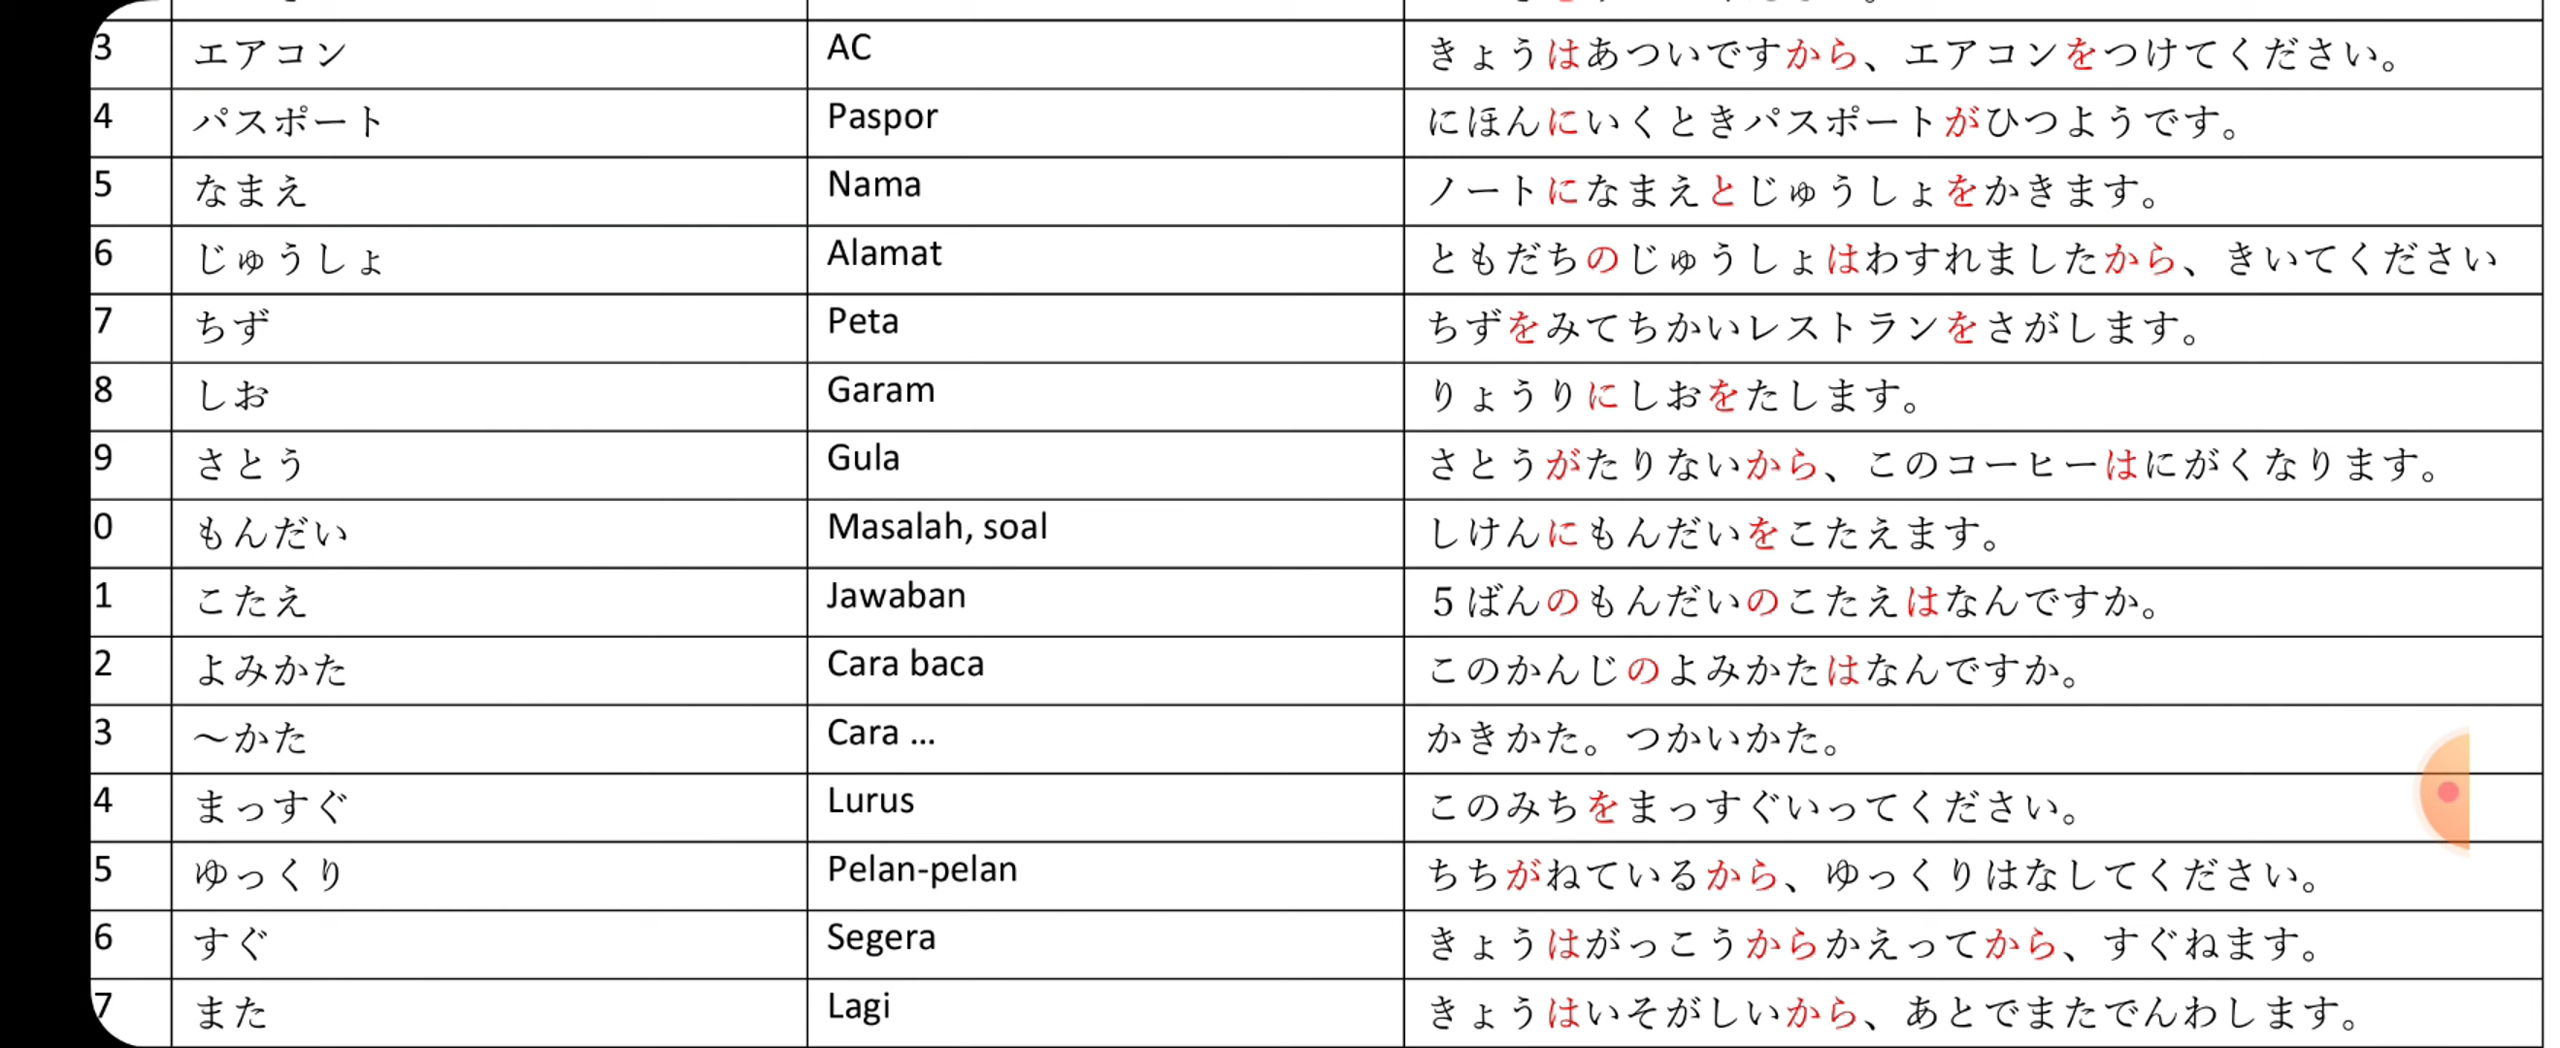 3 エアコン AC きょうはあついですから、エアコンをつけてください。
4 パスポート Paspor にほんにいくときパスポートがひつようです。
5 なまえ Nama ノートになまえとじゅうしょをかきます。
6 じゅうしょ Alamat ともだちのじゅうしょはわすれましたから、きいてください
7 ちず Peta ちずをみてちかいレストランをさがします。
8 しお Garam りょうりにしおをたします。
9 さとう Gula さとうがたりないから、このコーヒーはにがくなります。
0 もんだい Masalah, soal しけんにもんだいをこたえます。
1 こたえ Jawaban 5ばんのもんだいのこたえはなんですか。
2 よみかた Cara baca このかんじのよみかたはなんですか。
3 ～かた Cara ... かきかた。つかいかた。
4 まっすぐ Lurus このみちをまっすぐいってください。
5 ゆっくり Pelan-pelan ちちがねているから、ゆっくりはなしてください。
6 すぐ Segera きょうはがっこうからかえってから、すぐねます。
7 また Lagi きょうはいそがしいから、あとでまたでんわします。